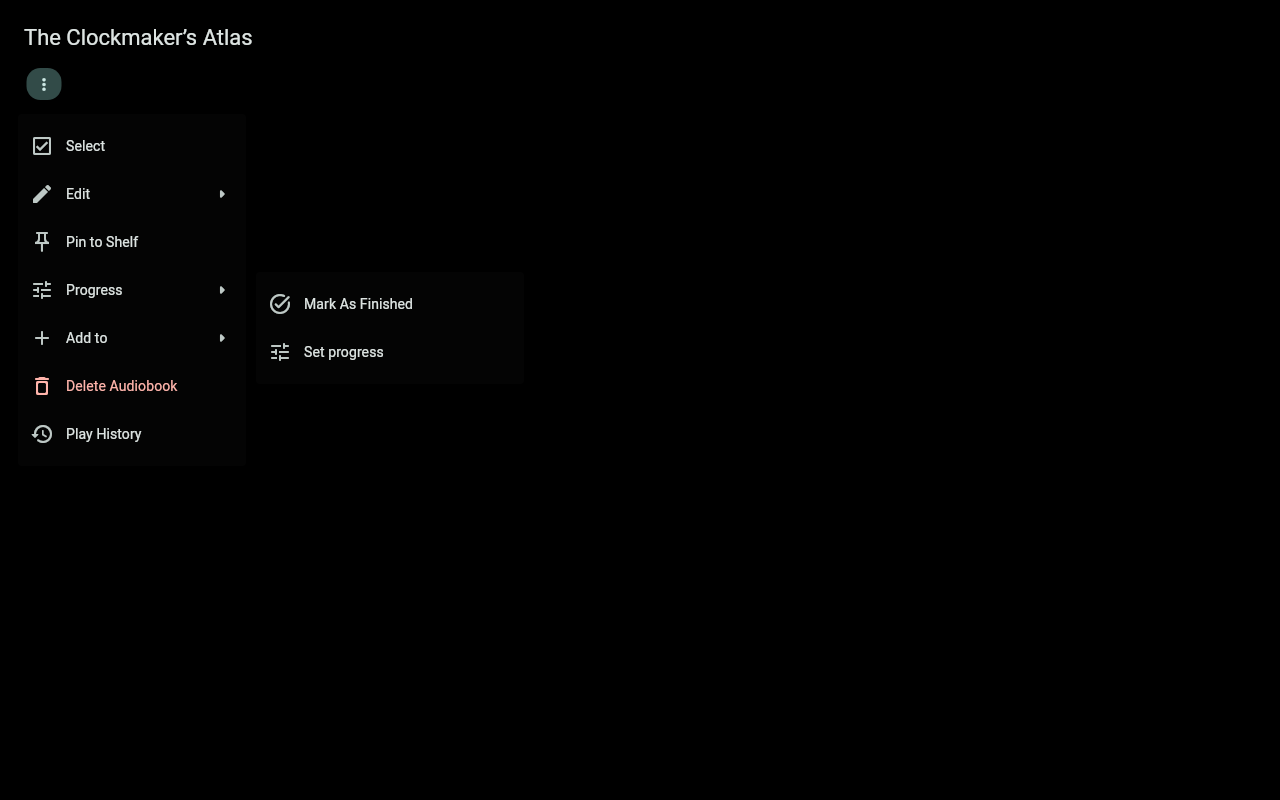 The Clockmaker’s Atlas
Select
Edit
Pin to Shelf
Progress
Add to
Delete Audiobook
Play History
Mark As Finished
Set progress